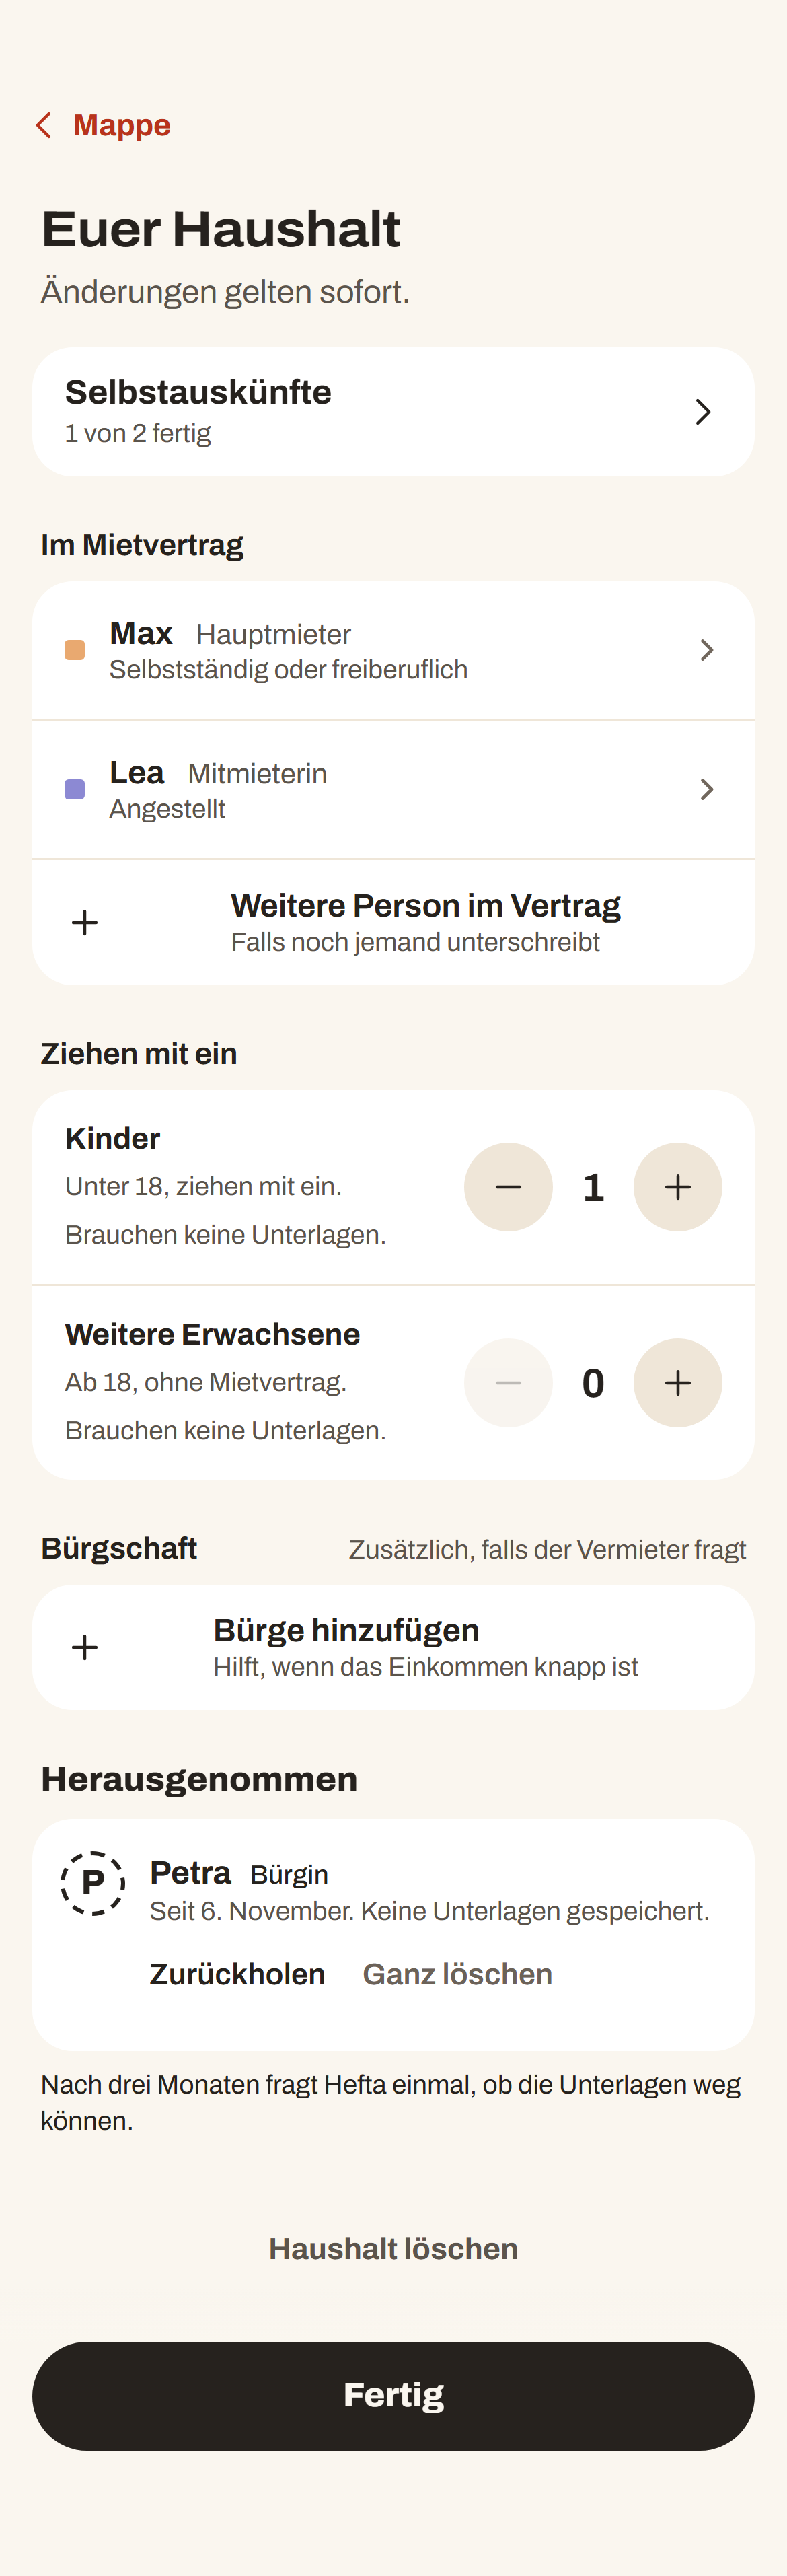 Mappe
Euer Haushalt
Änderungen gelten sofort.
Selbstauskünfte
1 von 2 fertig
Im Mietvertrag
Max Hauptmieter
Selbstständig oder freiberuflich
Lea Mitmieterin
Angestellt
Weitere Person im Vertrag
Falls noch jemand unterschreibt
Ziehen mit ein
Kinder
Unter 18, ziehen mit ein.
Brauchen keine Unterlagen.
1
Weitere Erwachsene
Ab 18, ohne Mietvertrag.
Brauchen keine Unterlagen.
0
Bürgschaft Zusätzlich, falls der Vermieter fragt
Bürge hinzufügen
Hilft, wenn das Einkommen knapp ist
Herausgenommen
P
Petra Bürgin
Seit 6. November. Keine Unterlagen gespeichert.
Zurückholen Ganz löschen
Nach drei Monaten fragt Hefta einmal, ob die Unterlagen weg
können.
Haushalt löschen
Fertig